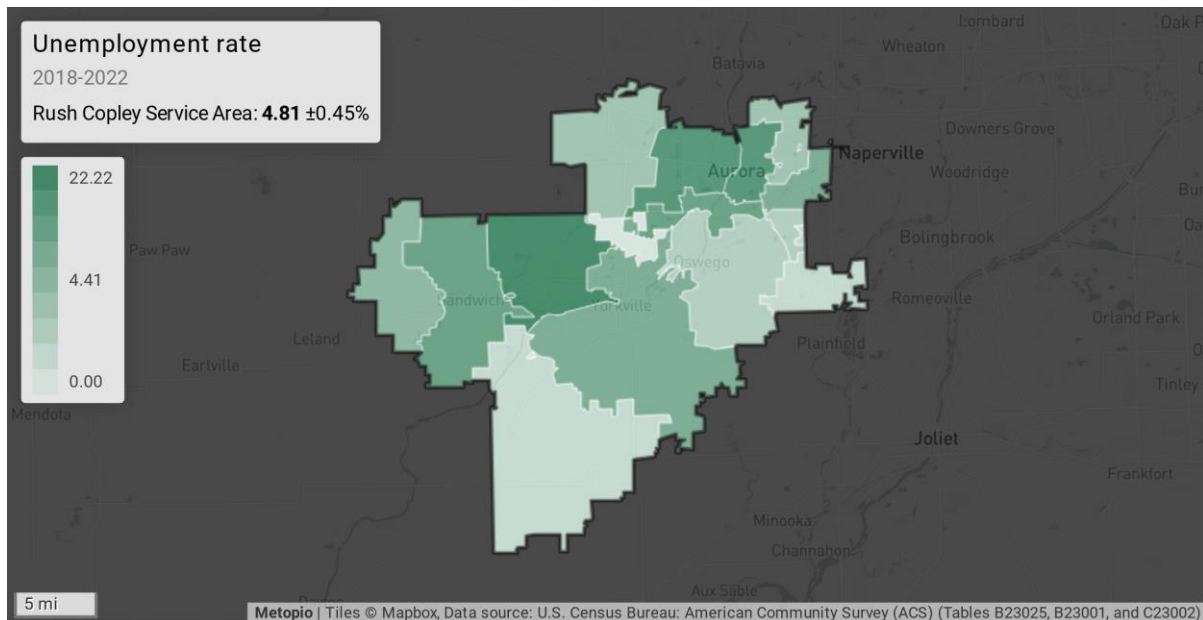 Unemployment rate
2018-2022
Rush Copley Service Area: 4.81 ±0.45%
22.22
4.41
0.00
Lombard
Oak P
Wheaton
Batavia
Downers Grove
Naperville
Aurora
Woodridge
Bolingbrook
Paw Paw
Oswego
Sandwich
Yorkville
Romeoville
Orland Park
Leland
Plainfield
Earlville
Tinley
Mendota
Joliet
Frankfort
Minooka
Channahon
Aux Sable
5 mi
Metopio | Tiles © Mapbox, Data source: U.S. Census Bureau: American Community Survey (ACS) (Tables B23025, B23001, and C23002)